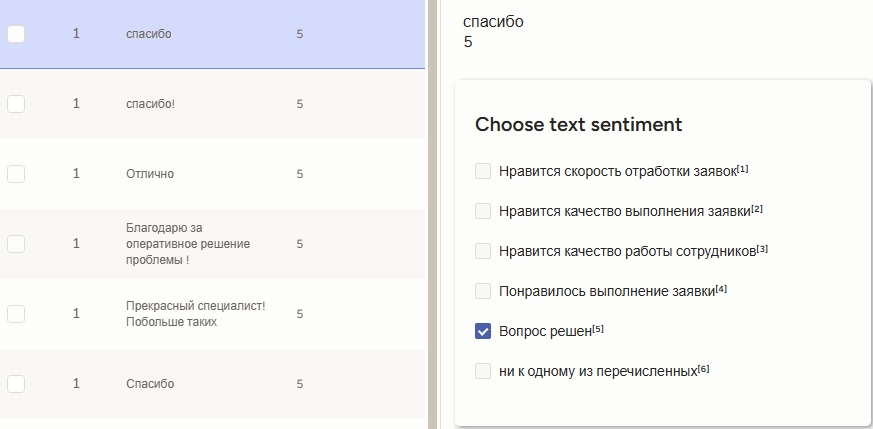 1 спасибо 5
1 спасибо! 5
1 Отлично 5
Благодарю за
1 оперативное решение 5
проблемы !
Прекрасный специалист!
1 Побольше таких 5
1 Спасибо 5
спасибо
5
Choose text sentiment
Нравится скорость отработки заявок[1]
Нравится качество выполнения заявки[2]
Нравится качество работы сотрудников[3]
Понравилось выполнение заявки[4]
Вопрос решен[5]
ни к одному из перечисленных[6]